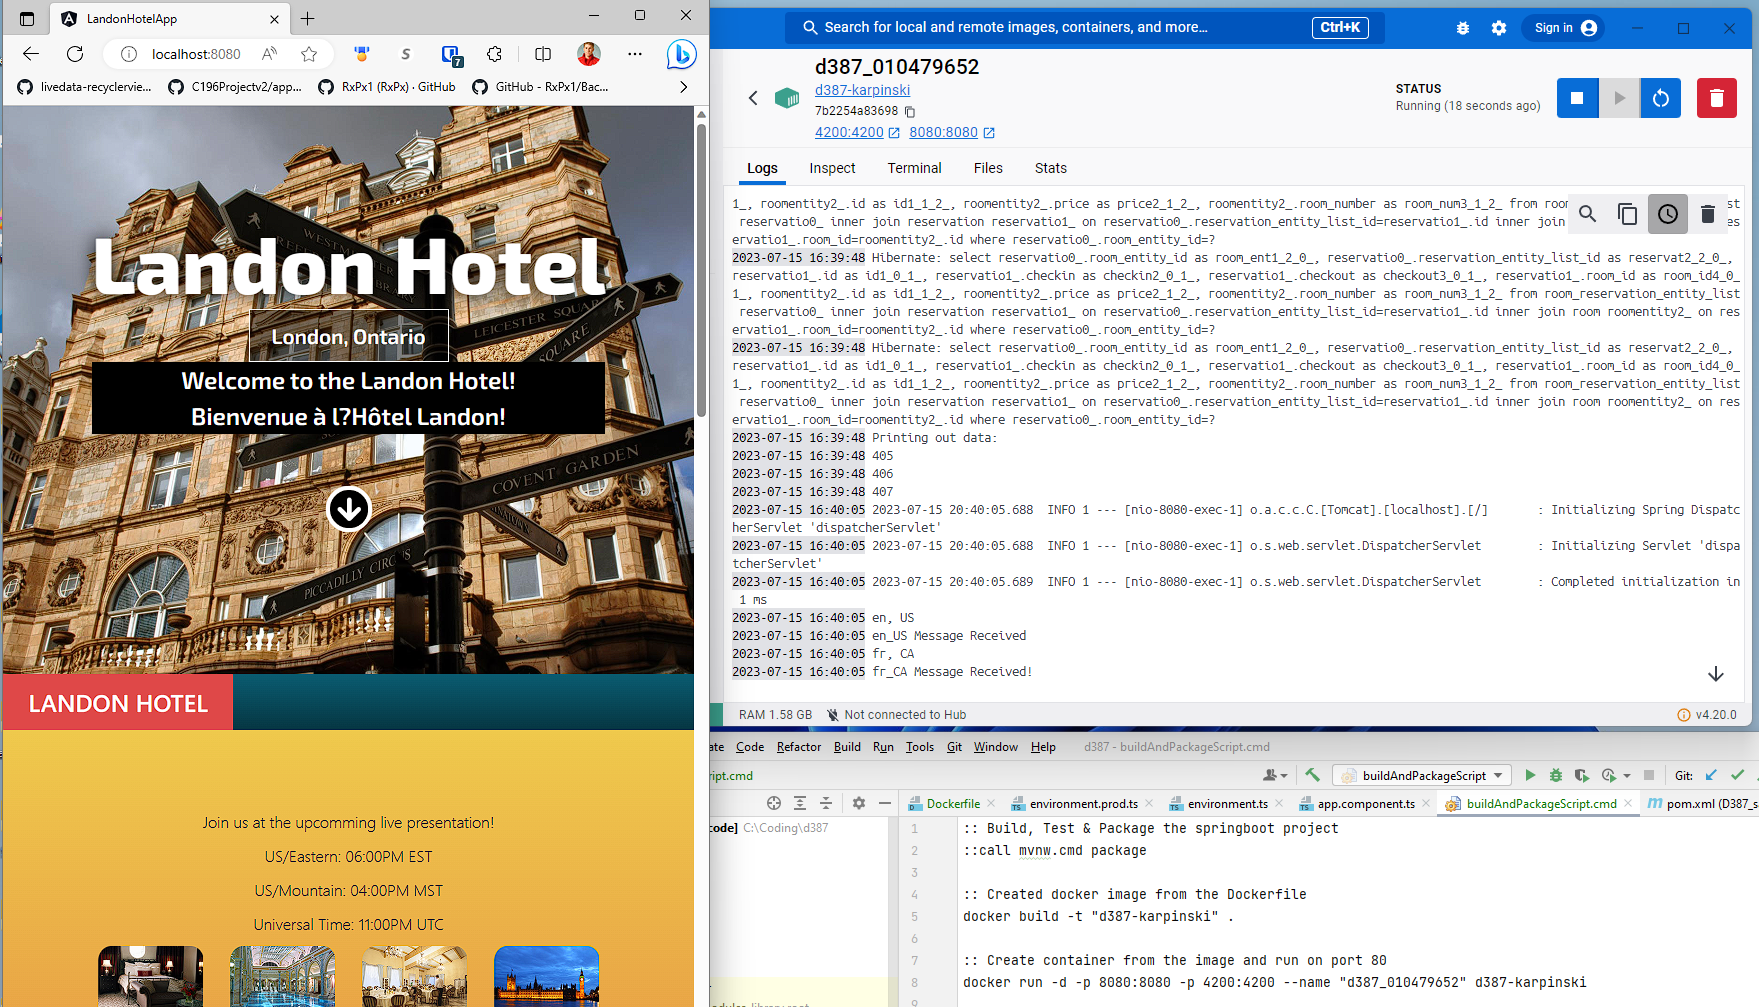 LandonHotelApp
localhost:8080
7
livedata-recyclervie...
C196Projectv2/app...
RxPx1 (RxPx) · GitHub
GitHub - RxPx1/Bac...
WESTM
LIBRARY
LEICESTER SQUA
SQUARE
Landon Hotel
London, Ontario
Welcome to the Landon Hotel!
Bienvenue à l?Hôtel Landon!
COVENT GARDEN
PICCADILLY CIRCUS
LANDON HOTEL
Join us at the upcomming live presentation!
US/Eastern: 06:00PM EST
US/Mountain: 04:00PM MST
Universal Time: 11:00PM UTC
Search for local and remote images, containers, and more...
Ctrl+K
Sign in
d387_010479652
d387-karpinski
7b2254a83698
4200:4200
8080:8080
STATUS
Running (18 seconds ago)
Logs
Inspect
Terminal
Files
Stats
1_, roomentity2_.id as id1_1_2_, roomentity2_.price as price2_1_2_, roomentity2_.room_number as room_num3_1_2_ from roo st
reservatio0_ inner join reservation reservatio1_ on reservatio0_.reservation_entity_list_id=reservatio1_.id inner join es
ervatio1_.room_id=roomentity2_.id where reservatio0_.room_entity_id=?
2023-07-15 16:39:48 Hibernate: select reservatio0_.room_entity_id as room_ent1_2_0_, reservatio0_.reservation_entity_list_id as reservat2_2_0_,
reservatio1_.id as id1_0_1_, reservatio1_.checkin as checkin2_0_1_, reservatio1_.checkout as checkout3_0_1_, reservatio1_.room_id as room_id4_0_
1_, roomentity2_.id as id1_1_2_, roomentity2_.price as price2_1_2_, roomentity2_.room_number as room_num3_1_2_ from room_reservation_entity_list
reservatio0_ inner join reservation reservatio1_ on reservatio0_.reservation_entity_list_id=reservatio1_.id inner join room roomentity2_ on res
ervatio1_.room_id=roomentity2_.id where reservatio0_.room_entity_id=?
2023-07-15 16:39:48 Hibernate: select reservatio0_.room_entity_id as room_ent1_2_0_, reservatio0_.reservation_entity_list_id as reservat2_2_0_,
reservatio1_.id as id1_0_1_, reservatio1_.checkin as checkin2_0_1_, reservatio1_.checkout as checkout3_0_1_, reservatio1_.room_id as room_id4_0_
1_, roomentity2_.id as id1_1_2_, roomentity2_.price as price2_1_2_, roomentity2_.room_number as room_num3_1_2_ from room_reservation_entity_list
reservatio0_ inner join reservation reservatio1_ on reservatio0_.reservation_entity_list_id=reservatio1_.id inner join room roomentity2_ on res
ervatio1_.room_id=roomentity2_.id where reservatio0_.room_entity_id=?
2023-07-15 16:39:48 Printing out data:
2023-07-15 16:39:48 405
2023-07-15 16:39:48 406
2023-07-15 16:39:48 407
2023-07-15 16:40:05 2023-07-15 20:40:05.688 INFO 1 --- [nio-8080-exec-1] o.a.c.c.C.[Tomcat].[localhost].[/] : Initializing Spring Dispatc
herServlet 'dispatcherServlet'
2023-07-15 16:40:05 2023-07-15 20:40:05.688 INFO 1 --- [nio-8080-exec-1] o.s.web.servlet.DispatcherServlet : Initializing Servlet 'dispa
tcherServlet'
2023-07-15 16:40:05 2023-07-15 20:40:05.689 INFO 1 --- [nio-8080-exec-1] o.s.web.servlet.DispatcherServlet : Completed initialization in
1 ms
2023-07-15 16:40:05 en, US
2023-07-15 16:40:05 en_US Message Received
2023-07-15 16:40:05 fr, CA
2023-07-15 16:40:05 fr_CA Message Received!
RAM 1.58 GB
Not connected to Hub
v4.20.0
ate Code Refactor Build Run Tools Git Window Help d387 - buildAndPackageScript.cmd
ript.cmd
buildAndPackageScript
Git:
Dockerfile
environment.prod.ts
environment.ts
app.component.ts
buildAndPackageScript.cmd
pom.xml (D387_s
code] C:\Coding\d387
1 :: Build, Test & Package the springboot project
2 ::call mvnw.cmd package
3
4 :: Created docker image from the Dockerfile
5 docker build -t "d387-karpinski" .
6
7 :: Create container from the image and run on port 80
8 docker run -d -p 8080:8080 -p 4200:4200 --name "d387_010479652" d387-karpinski